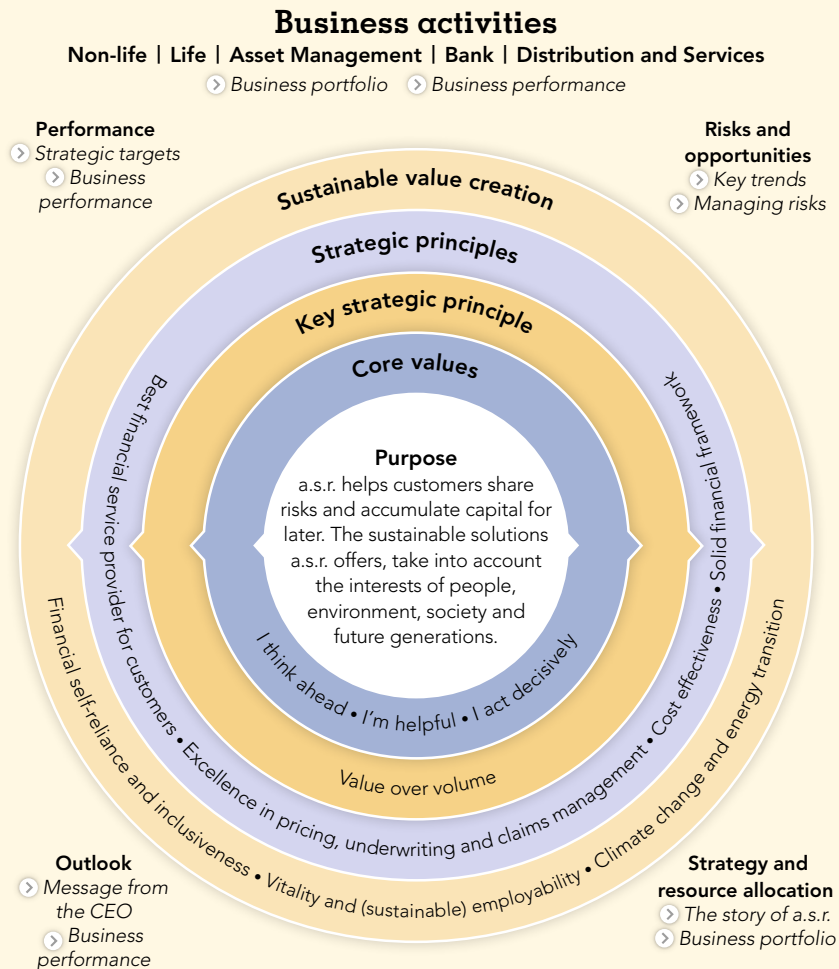 Business activities
Non-life | Life | Asset Management | Bank | Distribution and Services
Business portfolio Business performance
Performance
Strategic targets
Business
performance
Risks and
opportunities
Key trends
Managing risks
Sustainable value creation
Strategic principles
Key strategic principle
Core values
Purpose
a.s.r. helps customers share
risks and accumulate capital for
later. The sustainable solutions
a.s.r. offers, take into account
the interests of people,
environment, society and
future generations.
I think ahead • I'm helpful • I act decisively
Value over volume
Best financial service provider for customers • Excellence in pricing, underwriting and claims management • Cost effectiveness • Solid financial framework
Financial self-reliance and inclusiveness • Vitality and (sustainable) employability • Climate change and energy transition
Outlook
Message from
the CEO
Business
performance
Strategy and
resource allocation
The story of a.s.r.
Business portfolio